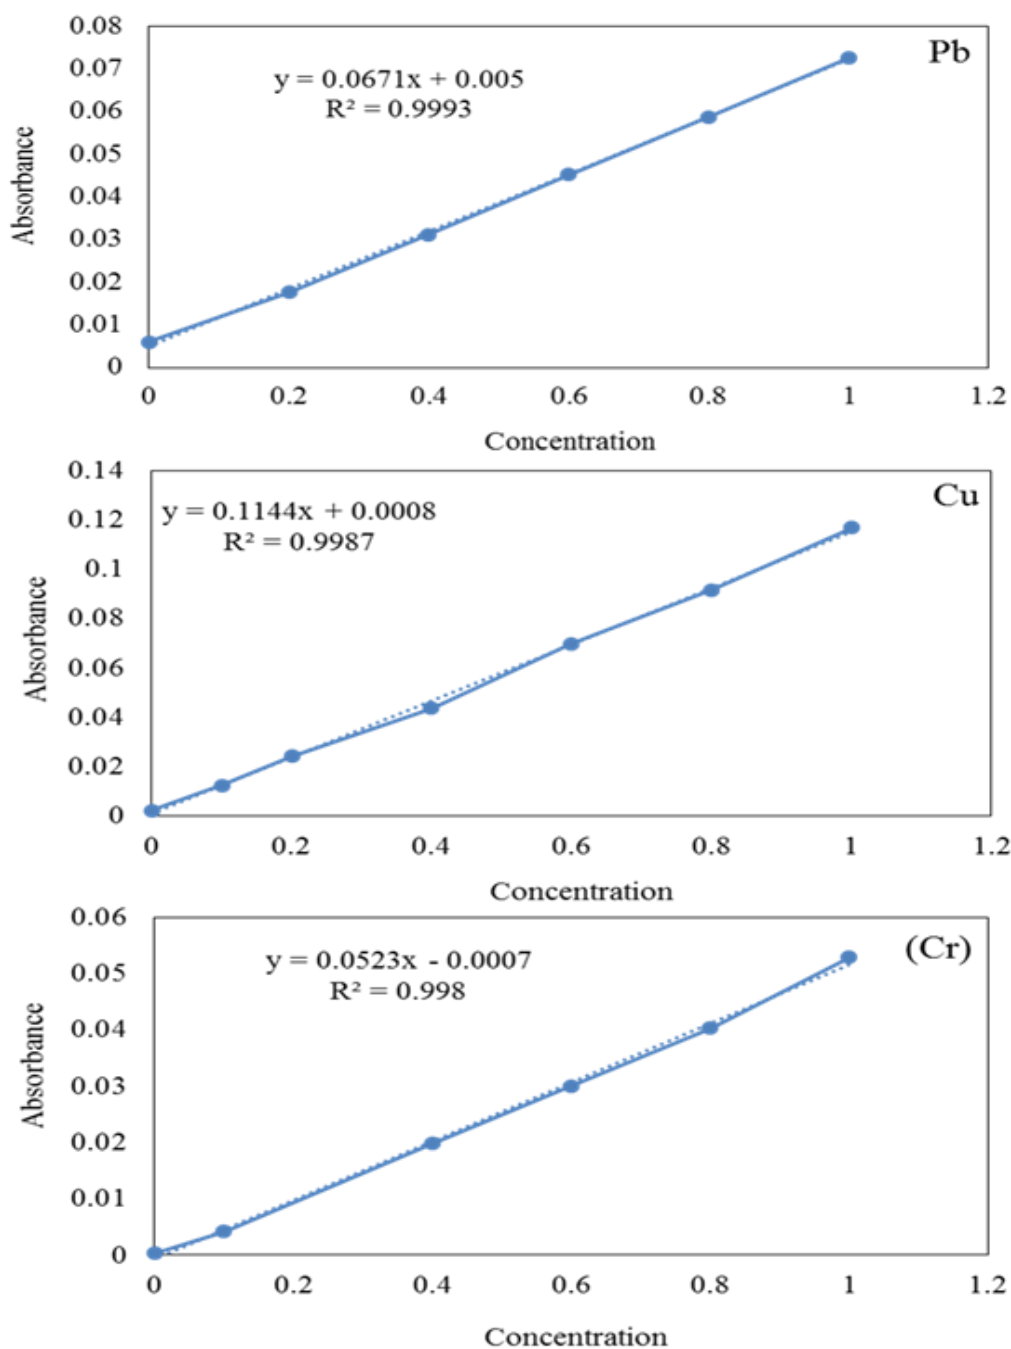 0.08
Pb
0.07
y = 0.0671x + 0.005
R² = 0.9993
0.06
0.05
0.04
0.03
0.02
0.01
0
Absorbance
0 0.2 0.4 0.6 0.8 1 1.2
Concentration
0.14
Cu
y = 0.1144x + 0.0008
R² = 0.9987
0.12
0.1
0.08
0.06
0.04
0.02
0
Absorbance
0 0.2 0.4 0.6 0.8 1 1.2
Concentration
0.06
(Cr)
y = 0.0523x - 0.0007
R² = 0.998
0.05
0.04
0.03
0.02
0.01
0
Absorbance
0 0.2 0.4 0.6 0.8 1 1.2
Concentration